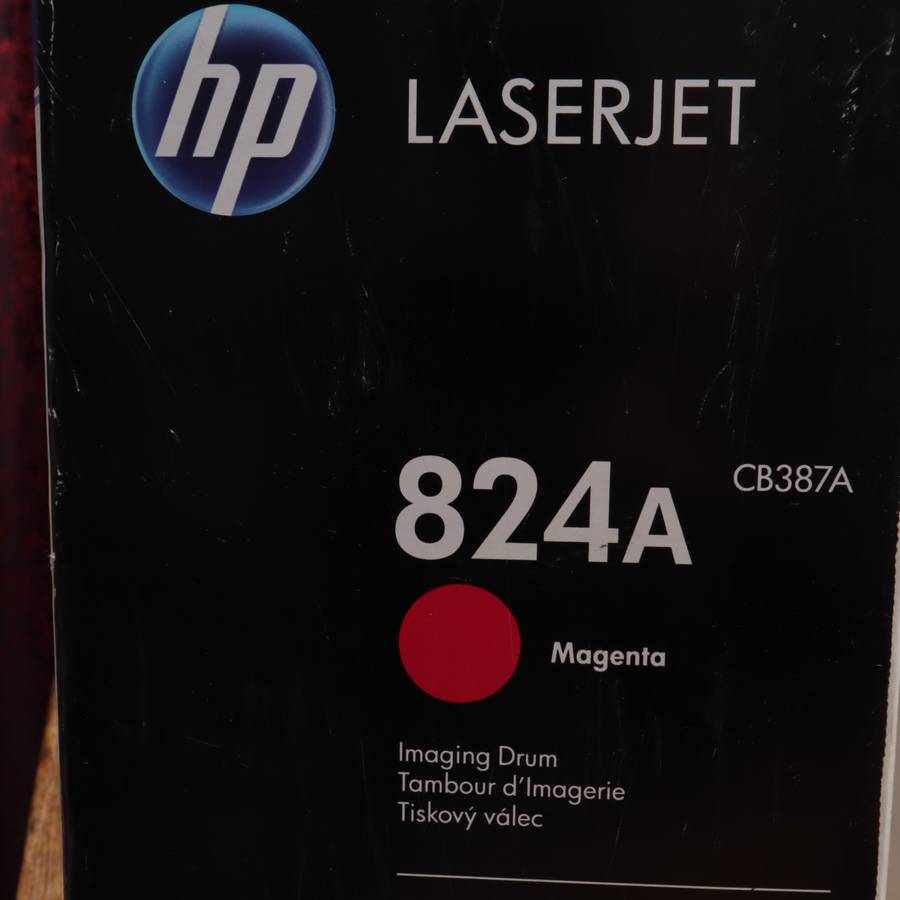 hp
LASERJET
824A
CB387A
Magenta
Imaging Drum
Tambour d'Imagerie
Tiskový válec